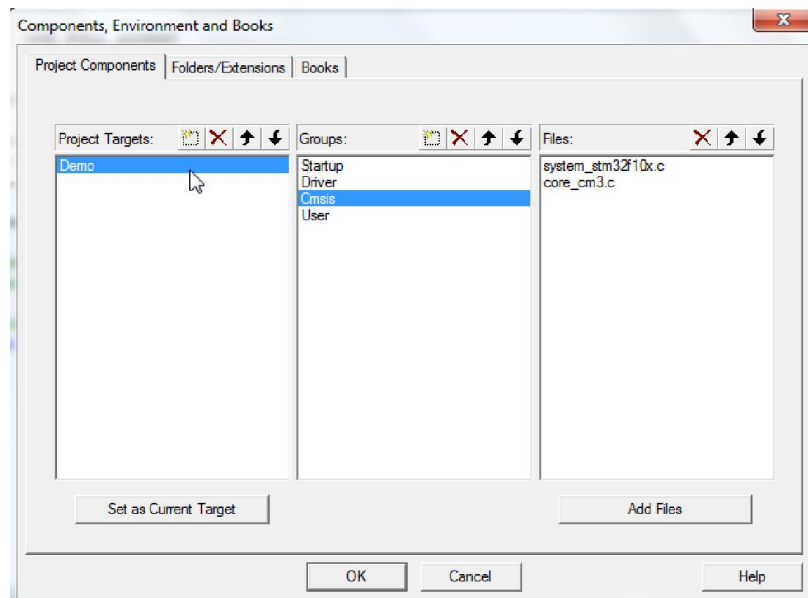 Components, Environment and Books
Project Components Folders/Extensions Books
Project Targets: Groups: Files:
Demo
Startup
Driver
Cmsis
User
system_stm32f10x.c
core_cm3.c
Set as Current Target Add Files
OK Cancel Help